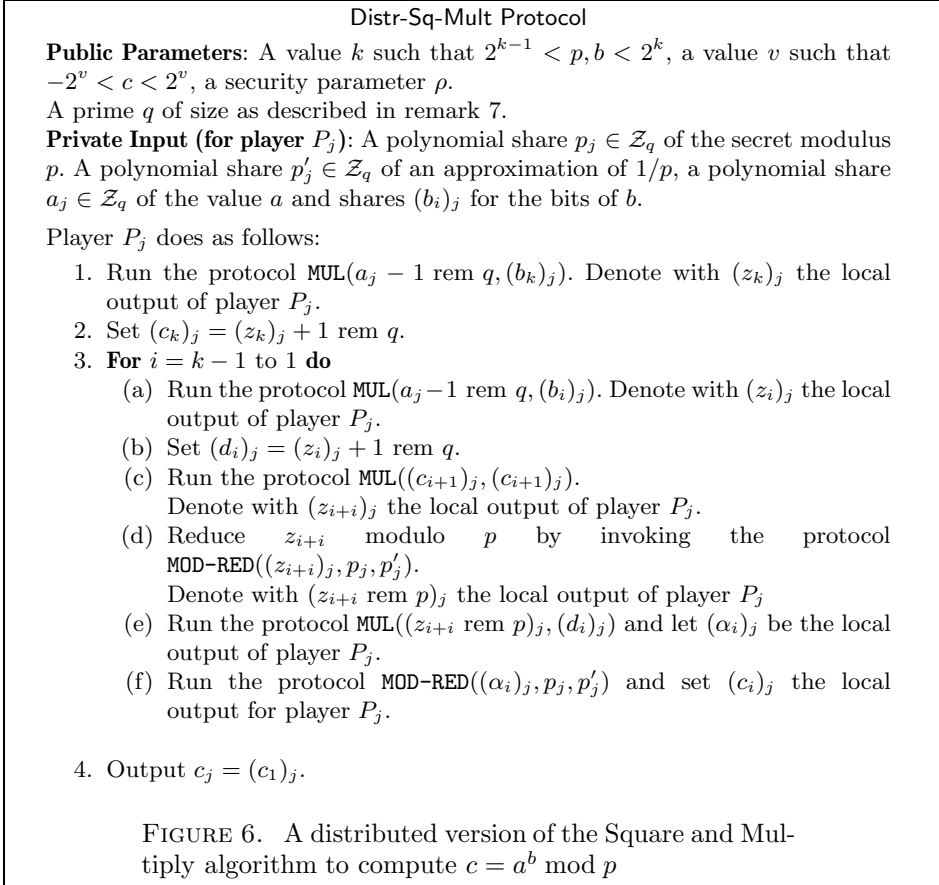 Distr-Sq-Mult Protocol
Public Parameters: A value k such that 2^{k−1} < p, b < 2^k, a value v such that
−2^v < c < 2^v, a security parameter ρ.
A prime q of size as described in remark 7.
Private Input (for player P_j): A polynomial share p_j ∈ Z_q of the secret modulus
p. A polynomial share p′_j ∈ Z_q of an approximation of 1/p, a polynomial share
a_j ∈ Z_q of the value a and shares (b_i)_j for the bits of b.
Player P_j does as follows:
1. Run the protocol MUL(a_j − 1 rem q, (b_k)_j). Denote with (z_k)_j the local
output of player P_j.
2. Set (c_k)_j = (z_k)_j + 1 rem q.
3. For i = k − 1 to 1 do
(a) Run the protocol MUL(a_j − 1 rem q, (b_i)_j). Denote with (z_i)_j the local
output of player P_j.
(b) Set (d_i)_j = (z_i)_j + 1 rem q.
(c) Run the protocol MUL((c_{i+1})_j, (c_{i+1})_j).
Denote with (z_{i+i})_j the local output of player P_j.
(d) Reduce z_{i+i} modulo p by invoking the protocol
MOD-RED((z_{i+i})_j, p_j, p′_j).
Denote with (z_{i+i} rem p)_j the local output of player P_j
(e) Run the protocol MUL((z_{i+i} rem p)_j, (d_i)_j) and let (α_i)_j be the local
output of player P_j.
(f) Run the protocol MOD-RED((α_i)_j, p_j, p′_j) and set (c_i)_j the local
output for player P_j.
4. Output c_j = (c_1)_j.
FIGURE 6. A distributed version of the Square and Mul-
tiply algorithm to compute c = a^b mod p